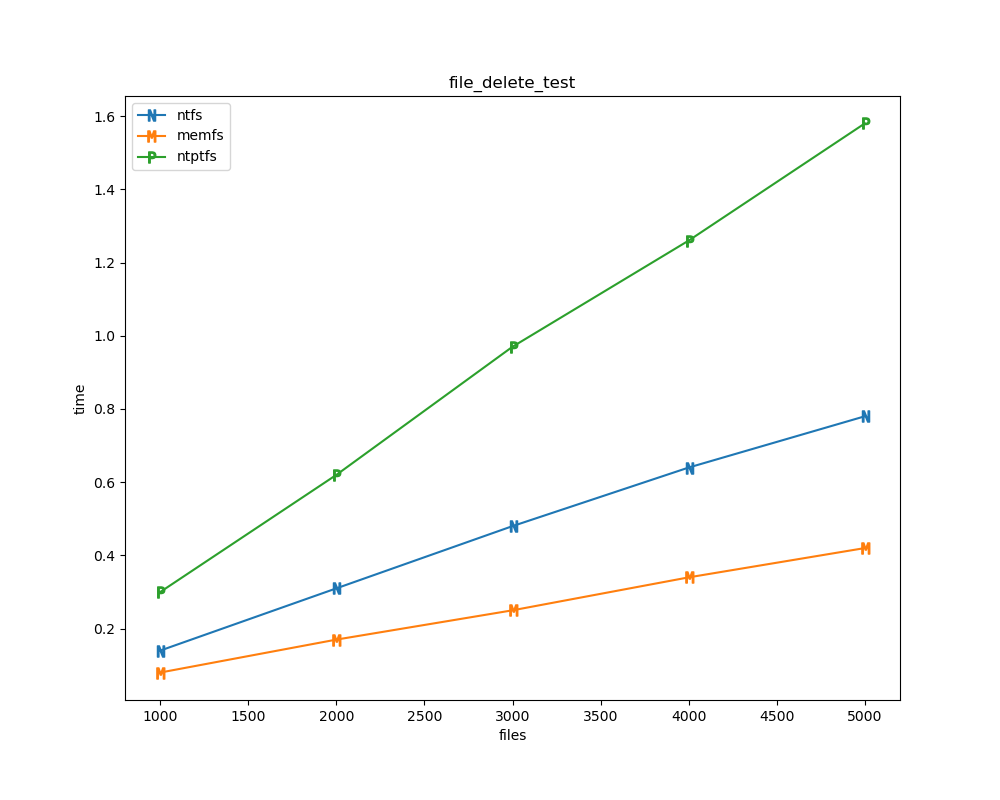 file_delete_test
ntfs
memfs
ntptfs
1.6
1.4
1.2
1.0
0.8
0.6
0.4
0.2
time
1000 1500 2000 2500 3000 3500 4000 4500 5000
files
N N N N N
M M M M M
P P P P P